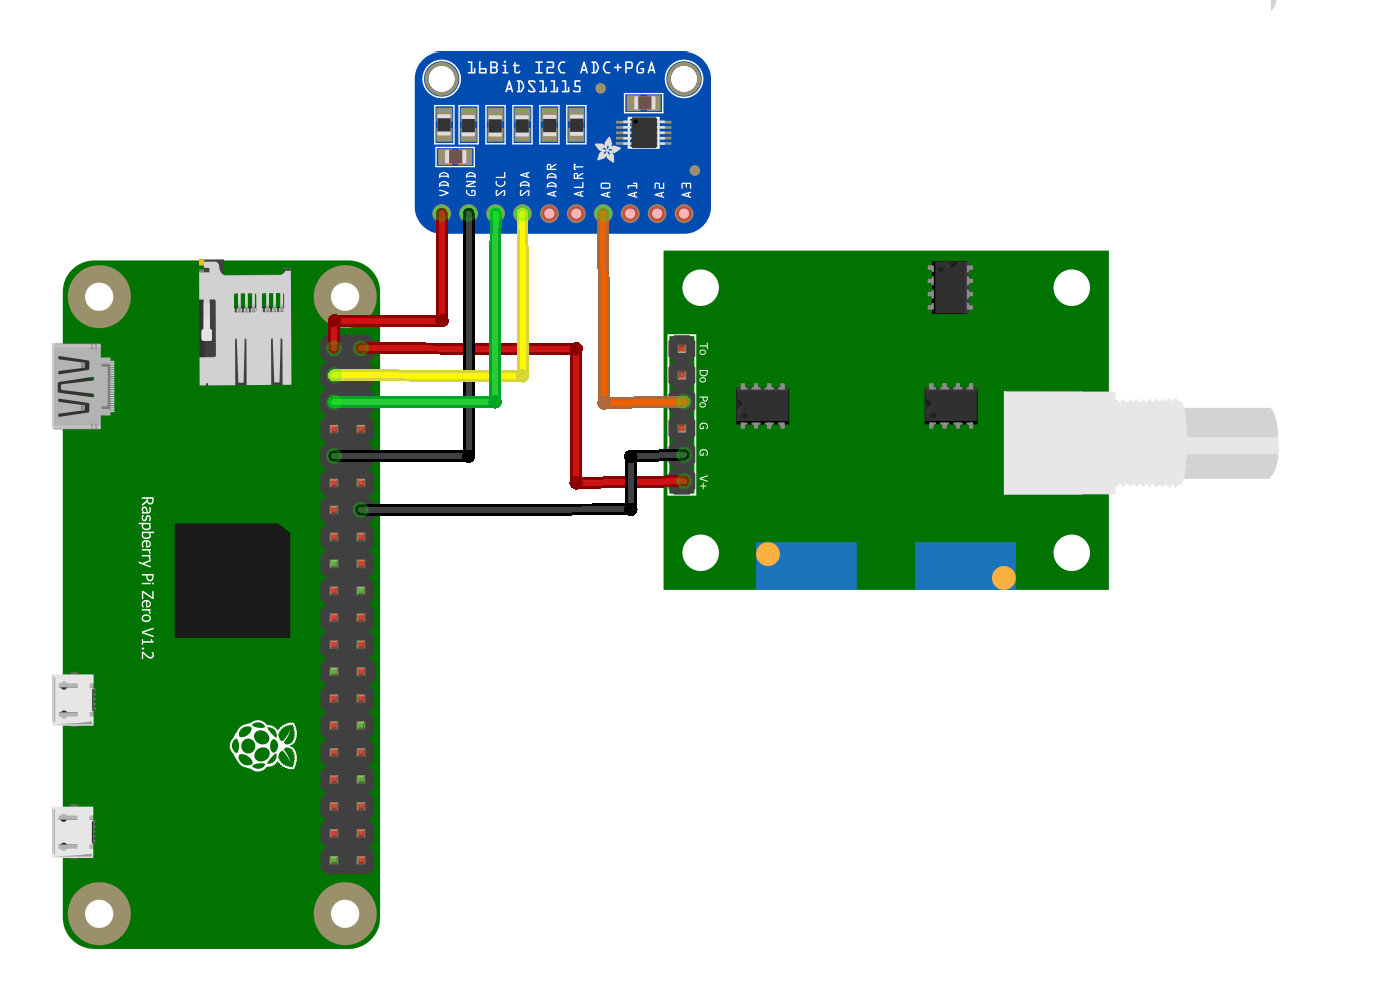 16Bit I2C ADC+PGA
ADS1115
VDD
GND
SCL
SDA
ADDR
ALRT
A0
A1
A2
A3
To
Do
Po
G
G
V+
Raspberry Pi Zero V1.2